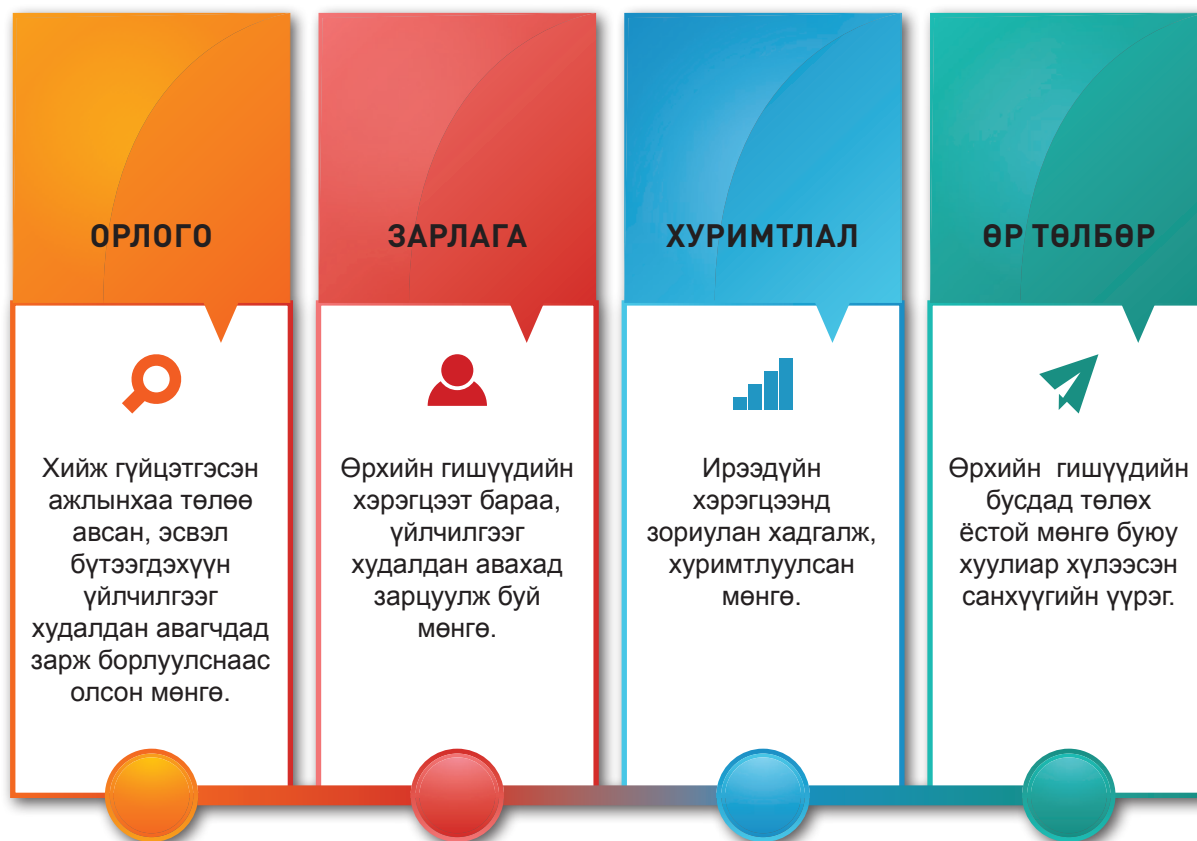 ОРЛОГО
Хийж гүйцэтгэсэн
ажлынхаа төлөө
авсан, эсвэл
бүтээгдэхүүн
үйлчилгээг
худалдан авагчдад
зарж борлуулснаас
олсон мөнгө.
ЗАРЛАГА
Өрхийн гишүүдийн
хэрэгцээт бараа,
үйлчилгээг
худалдан авахад
зарцуулж буй
мөнгө.
ХУРИМТЛАЛ
Ирээдүйн
хэрэгцээнд
зориулан хадгалж,
хуримтлуулсан
мөнгө.
ӨР ТӨЛБӨР
Өрхийн гишүүдийн
бусдад төлөх
ёстой мөнгө буюу
хуулиар хүлээсэн
санхүүгийн үүрэг.